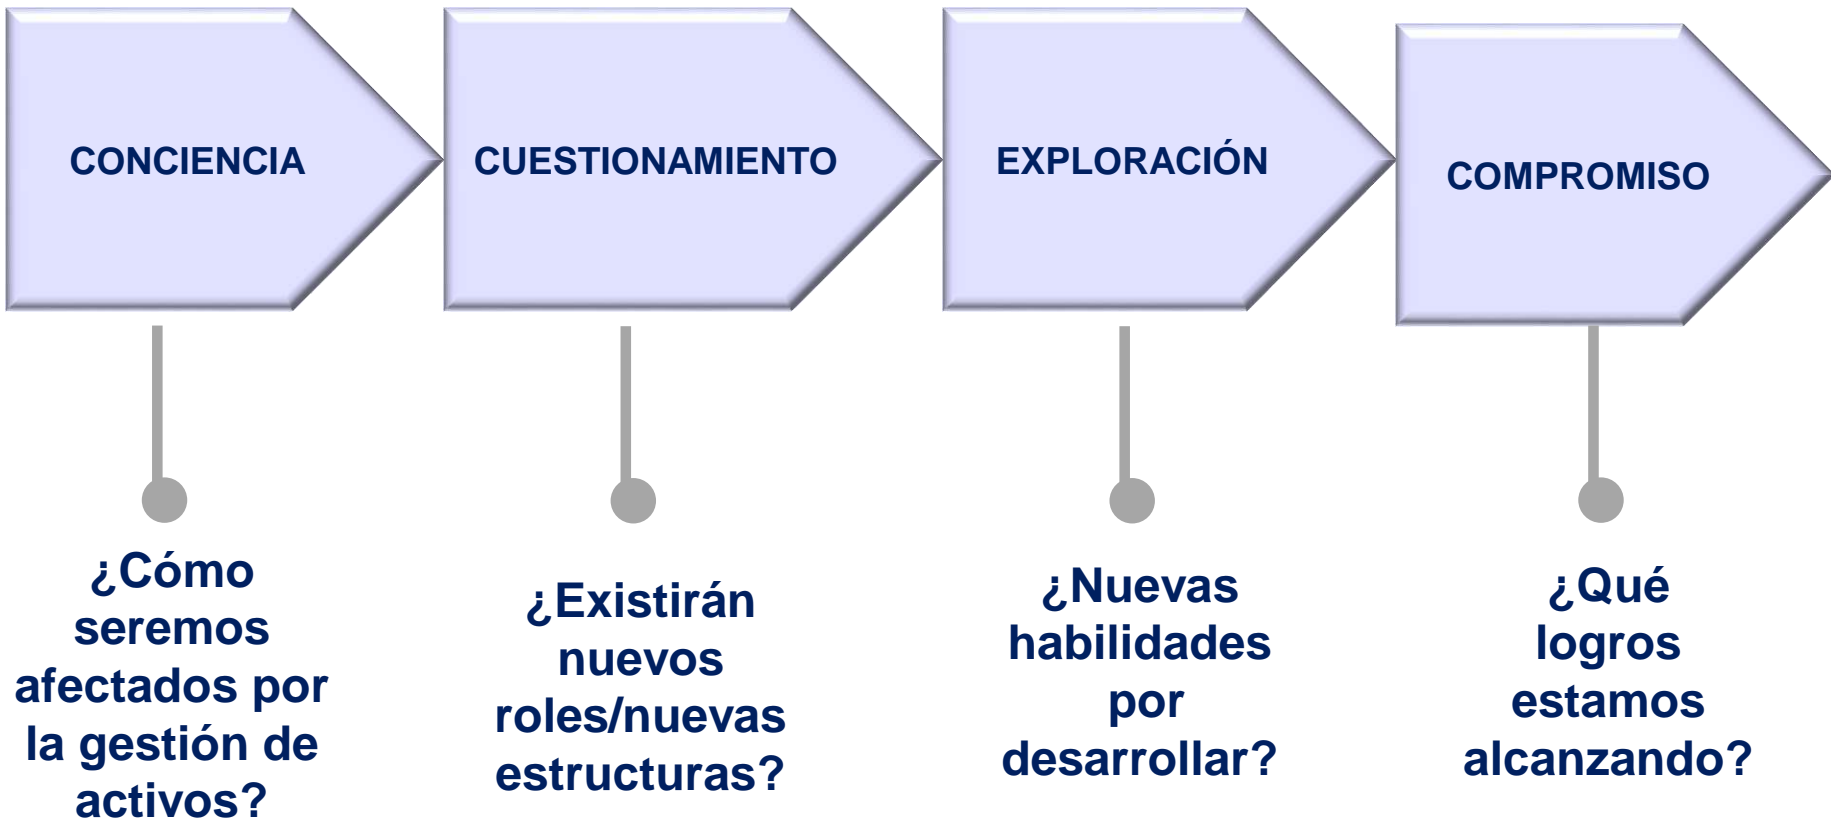 CONCIENCIA
CUESTIONAMIENTO
EXPLORACIÓN
COMPROMISO
¿Cómo
seremos
afectados por
la gestión de
activos?
¿Existirán
nuevos
roles/nuevas
estructuras?
¿Nuevas
habilidades
por
desarrollar?
¿Qué
logros
estamos
alcanzando?